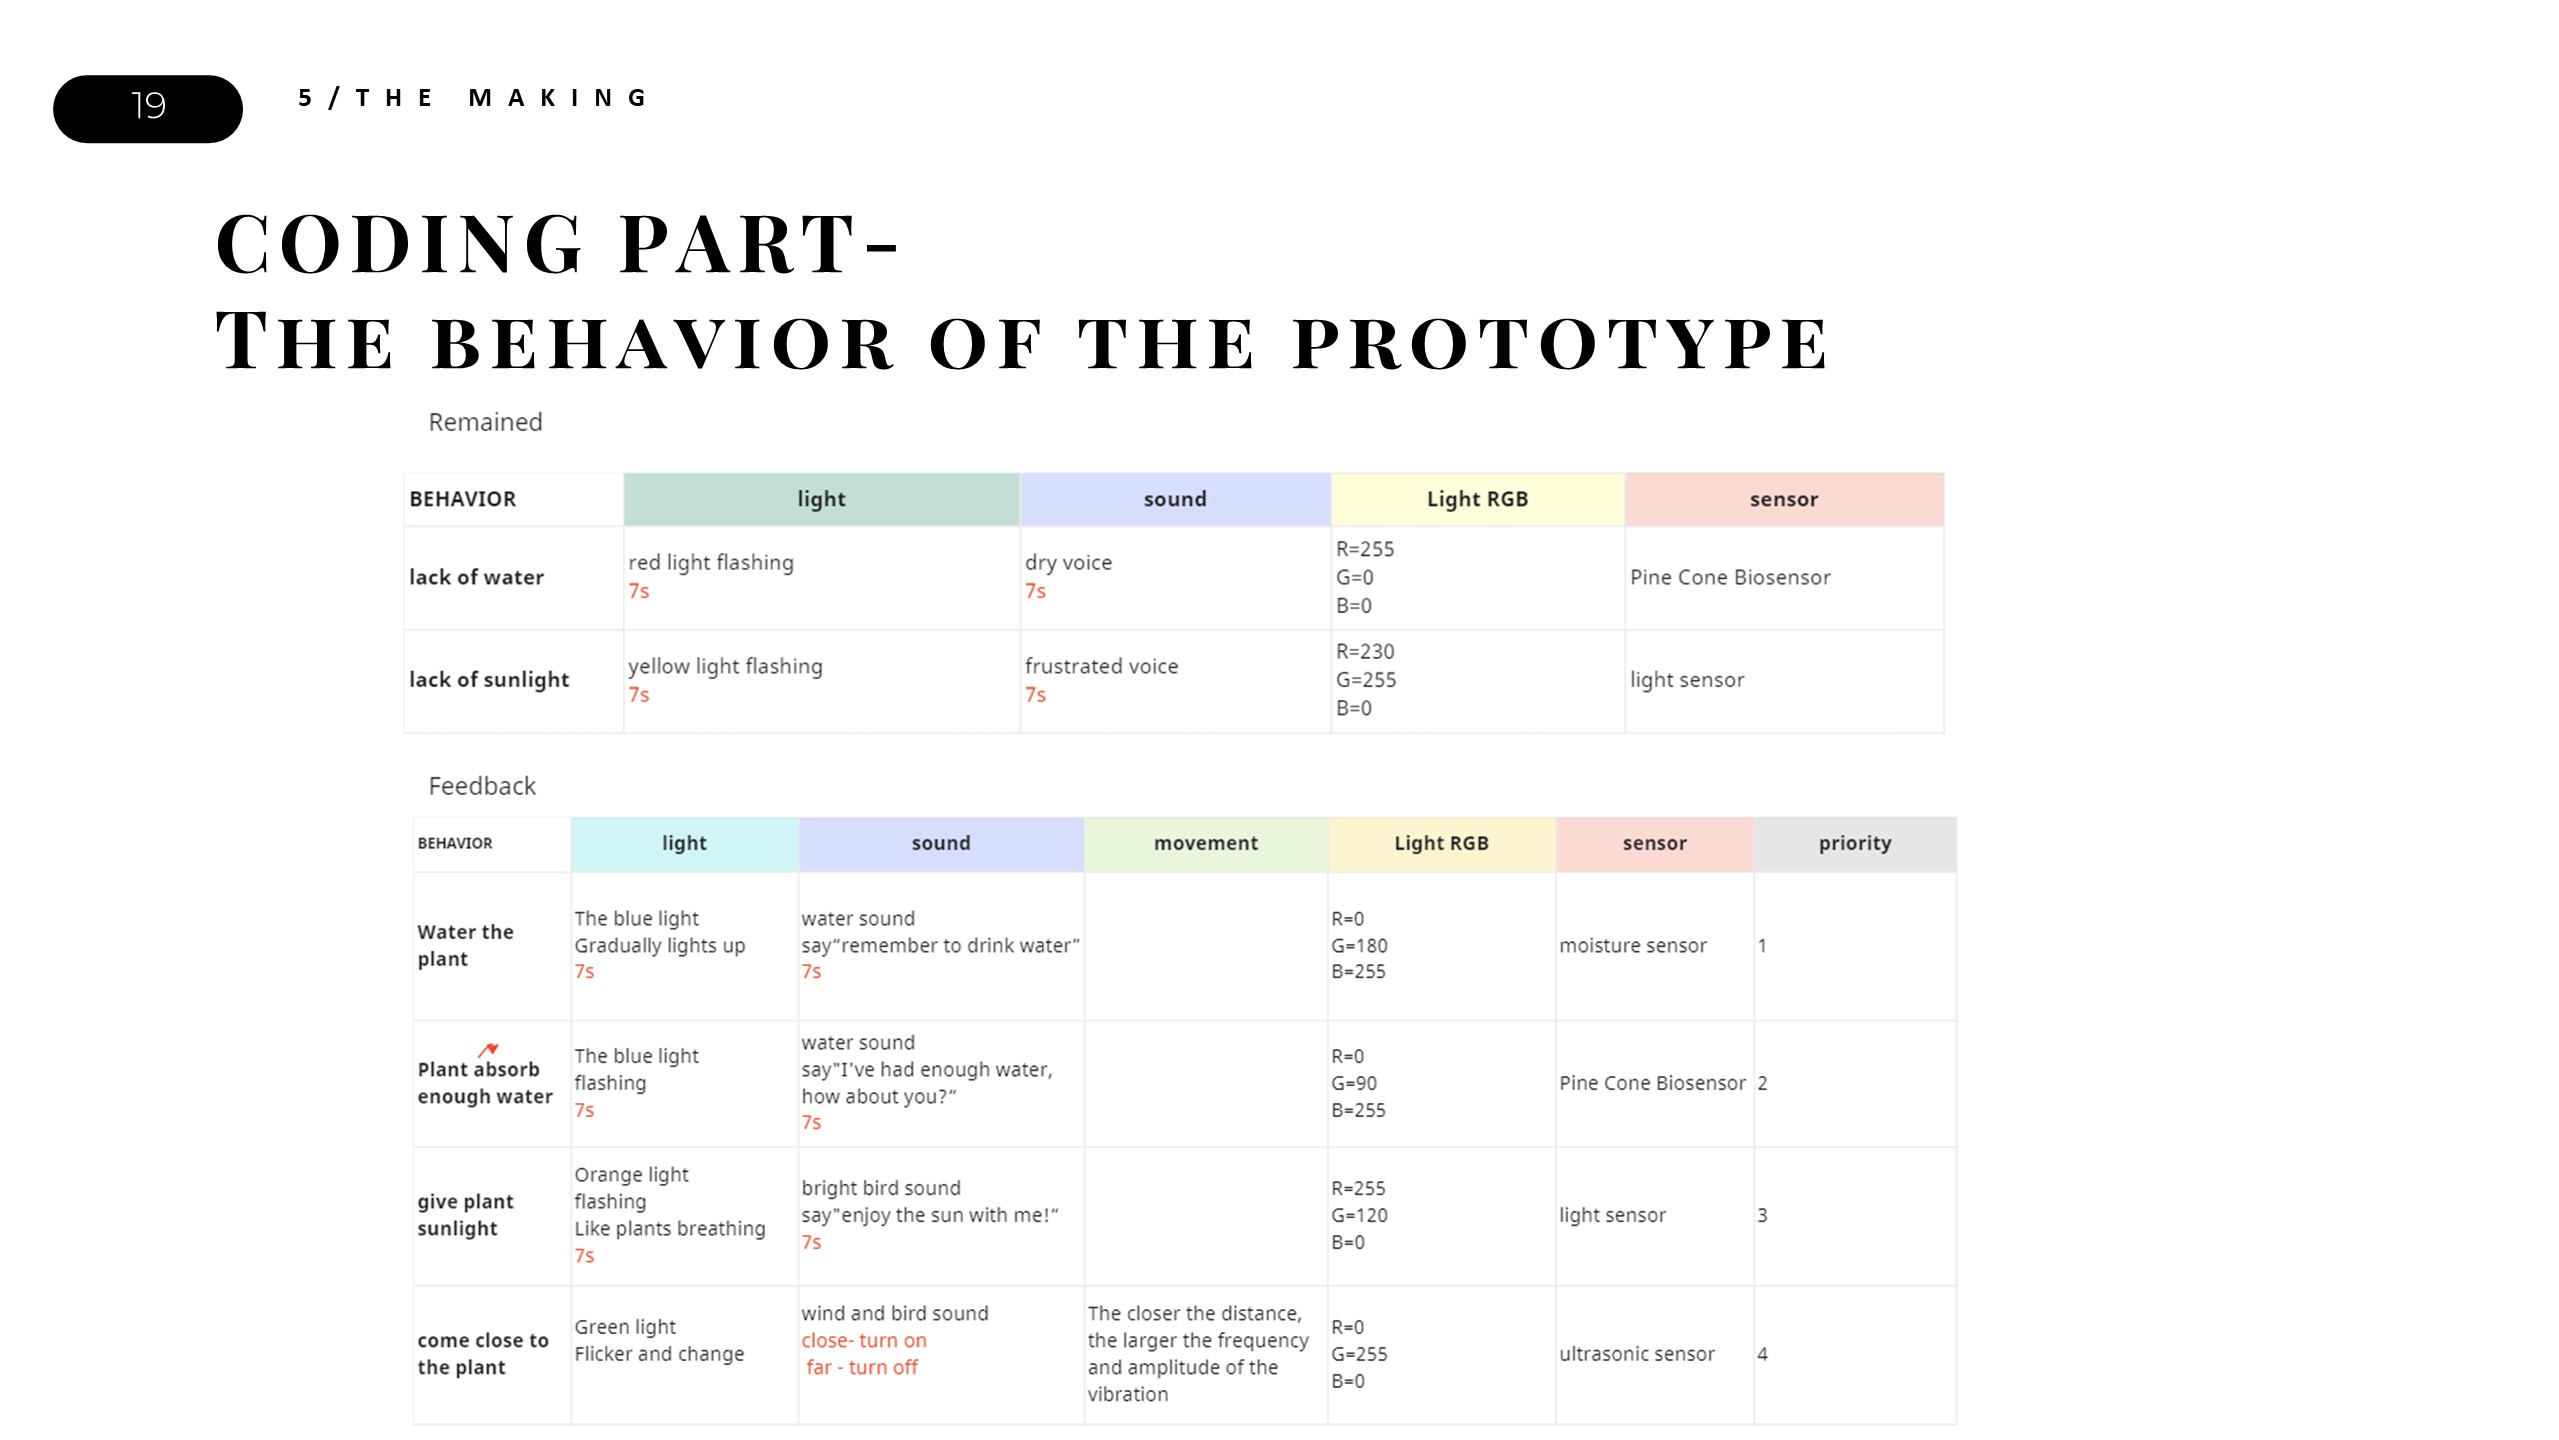 19
5/THE MAKING
CODING PART-
THE BEHAVIOR OF THE PROTOTYPE
Remained
BEHAVIOR light sound Light RGB sensor
lack of water
red light flashing
7s
dry voice
7s
R=255
G=0
B=0
Pine Cone Biosensor
lack of sunlight
yellow light flashing
7s
frustrated voice
7s
R=230
G=255
B=0
light sensor
Feedback
BEHAVIOR light sound movement Light RGB sensor priority
Water the
plant
The blue light
Gradually lights up
7s
water sound
say“remember to drink water”
7s
R=0
G=180
B=255
moisture sensor
1
Plant absorb
enough water
The blue light
flashing
7s
water sound
say"I've had enough water,
how about you?“
7s
R=0
G=90
B=255
Pine Cone Biosensor
2
give plant
sunlight
Orange light
flashing
Like plants breathing
7s
bright bird sound
say"enjoy the sun with me!“
7s
R=255
G=120
B=0
light sensor
3
come close to
the plant
Green light
Flicker and change
wind and bird sound
close- turn on
far - turn off
The closer the distance,
the larger the frequency
and amplitude of the
vibration
R=0
G=255
B=0
ultrasonic sensor
4